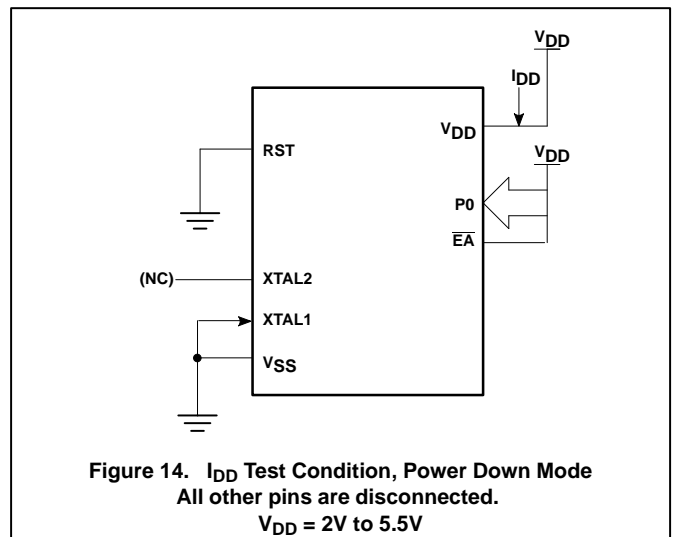 VDD
IDD
VDD
RST
VDD
P0
EA
(NC)
XTAL2
XTAL1
VSS
Figure 14. IDD Test Condition, Power Down Mode
All other pins are disconnected.
VDD = 2V to 5.5V